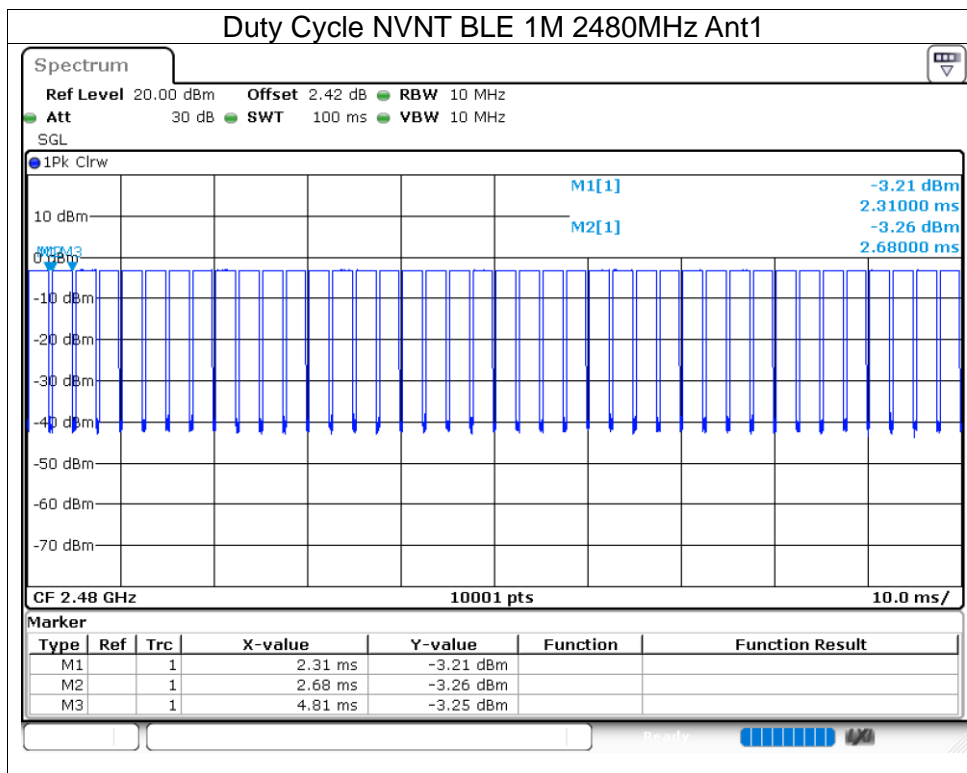 Duty Cycle NVNT BLE 1M 2480MHz Ant1
Spectrum
Ref Level 20.00 dBm Offset 2.42 dB RBW 10 MHz
Att 30 dB SWT 100 ms VBW 10 MHz
SGL
1Pk Clrw
M1[1] -3.21 dBm
2.31000 ms
10 dBm
M2[1] -3.26 dBm
2.68000 ms
M3
0 dBm
-10 dBm
-20 dBm
-30 dBm
-40 dBm
-50 dBm
-60 dBm
-70 dBm
CF 2.48 GHz 10001 pts 10.0 ms/
Marker
Type Ref Trc X-value Y-value Function Function Result
M1 1 2.31 ms -3.21 dBm
M2 1 2.68 ms -3.26 dBm
M3 1 4.81 ms -3.25 dBm
Ready LXI